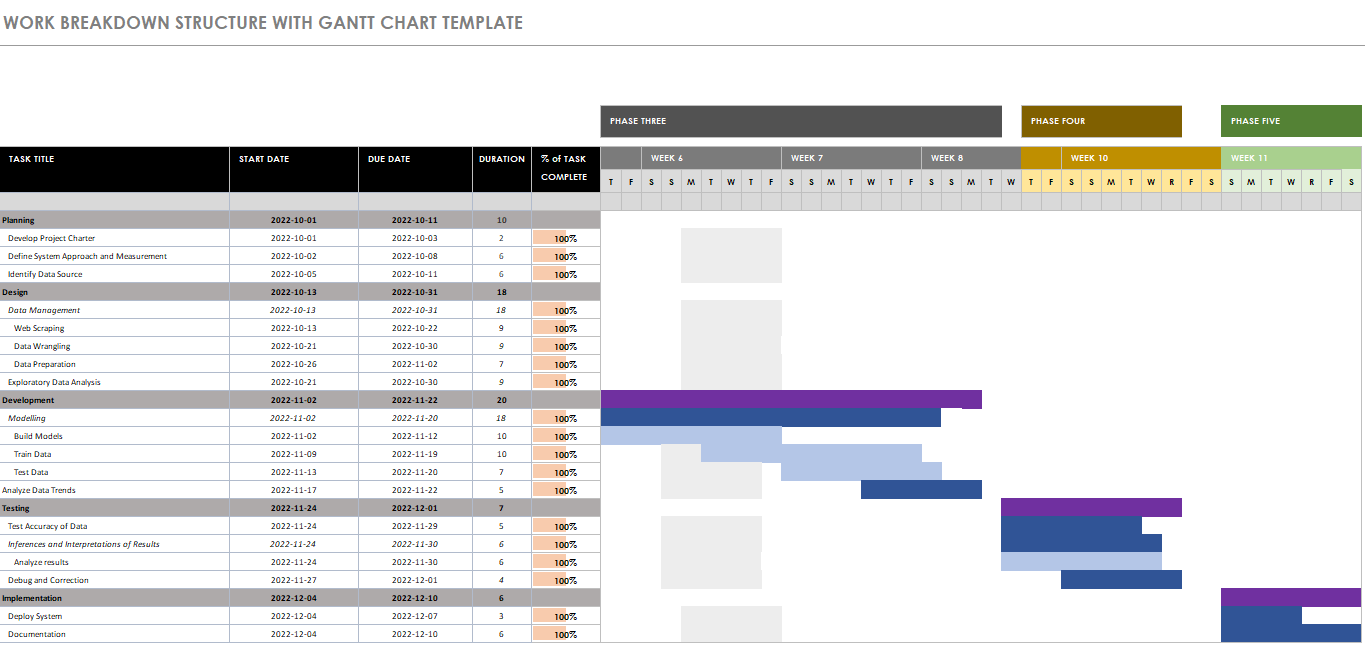 WORK BREAKDOWN STRUCTURE WITH GANTT CHART TEMPLATE
PHASE THREE PHASE FOUR PHASE FIVE
TASK TITLE START DATE DUE DATE DURATION % of TASK COMPLETE WEEK 6 WEEK 7 WEEK 8 WEEK 10 WEEK 11
T F S S M T W T F S S M T W T F S S M T W T F S S M T W R F S S M T W R F S
Planning 2022-10-01 2022-10-11 10
Develop Project Charter 2022-10-01 2022-10-03 2 100%
Define System Approach and Measurement 2022-10-02 2022-10-08 6 100%
Identify Data Source 2022-10-05 2022-10-11 6 100%
Design 2022-10-13 2022-10-31 18
Data Management 2022-10-13 2022-10-31 18 100%
Web Scraping 2022-10-13 2022-10-22 9 100%
Data Wrangling 2022-10-21 2022-10-30 9 100%
Data Preparation 2022-10-26 2022-11-02 7 100%
Exploratory Data Analysis 2022-10-21 2022-10-30 9 100%
Development 2022-11-02 2022-11-22 20
Modelling 2022-11-02 2022-11-20 18 100%
Build Models 2022-11-02 2022-11-12 10 100%
Train Data 2022-11-09 2022-11-19 10 100%
Test Data 2022-11-13 2022-11-20 7 100%
Analyze Data Trends 2022-11-17 2022-11-22 5 100%
Testing 2022-11-24 2022-12-01 7
Test Accuracy of Data 2022-11-24 2022-11-29 5 100%
Inferences and Interpretations of Results 2022-11-24 2022-11-30 6 100%
Analyze results 2022-11-24 2022-11-30 6 100%
Debug and Correction 2022-11-27 2022-12-01 4 100%
Implementation 2022-12-04 2022-12-10 6
Deploy System 2022-12-04 2022-12-07 3 100%
Documentation 2022-12-04 2022-12-10 6 100%